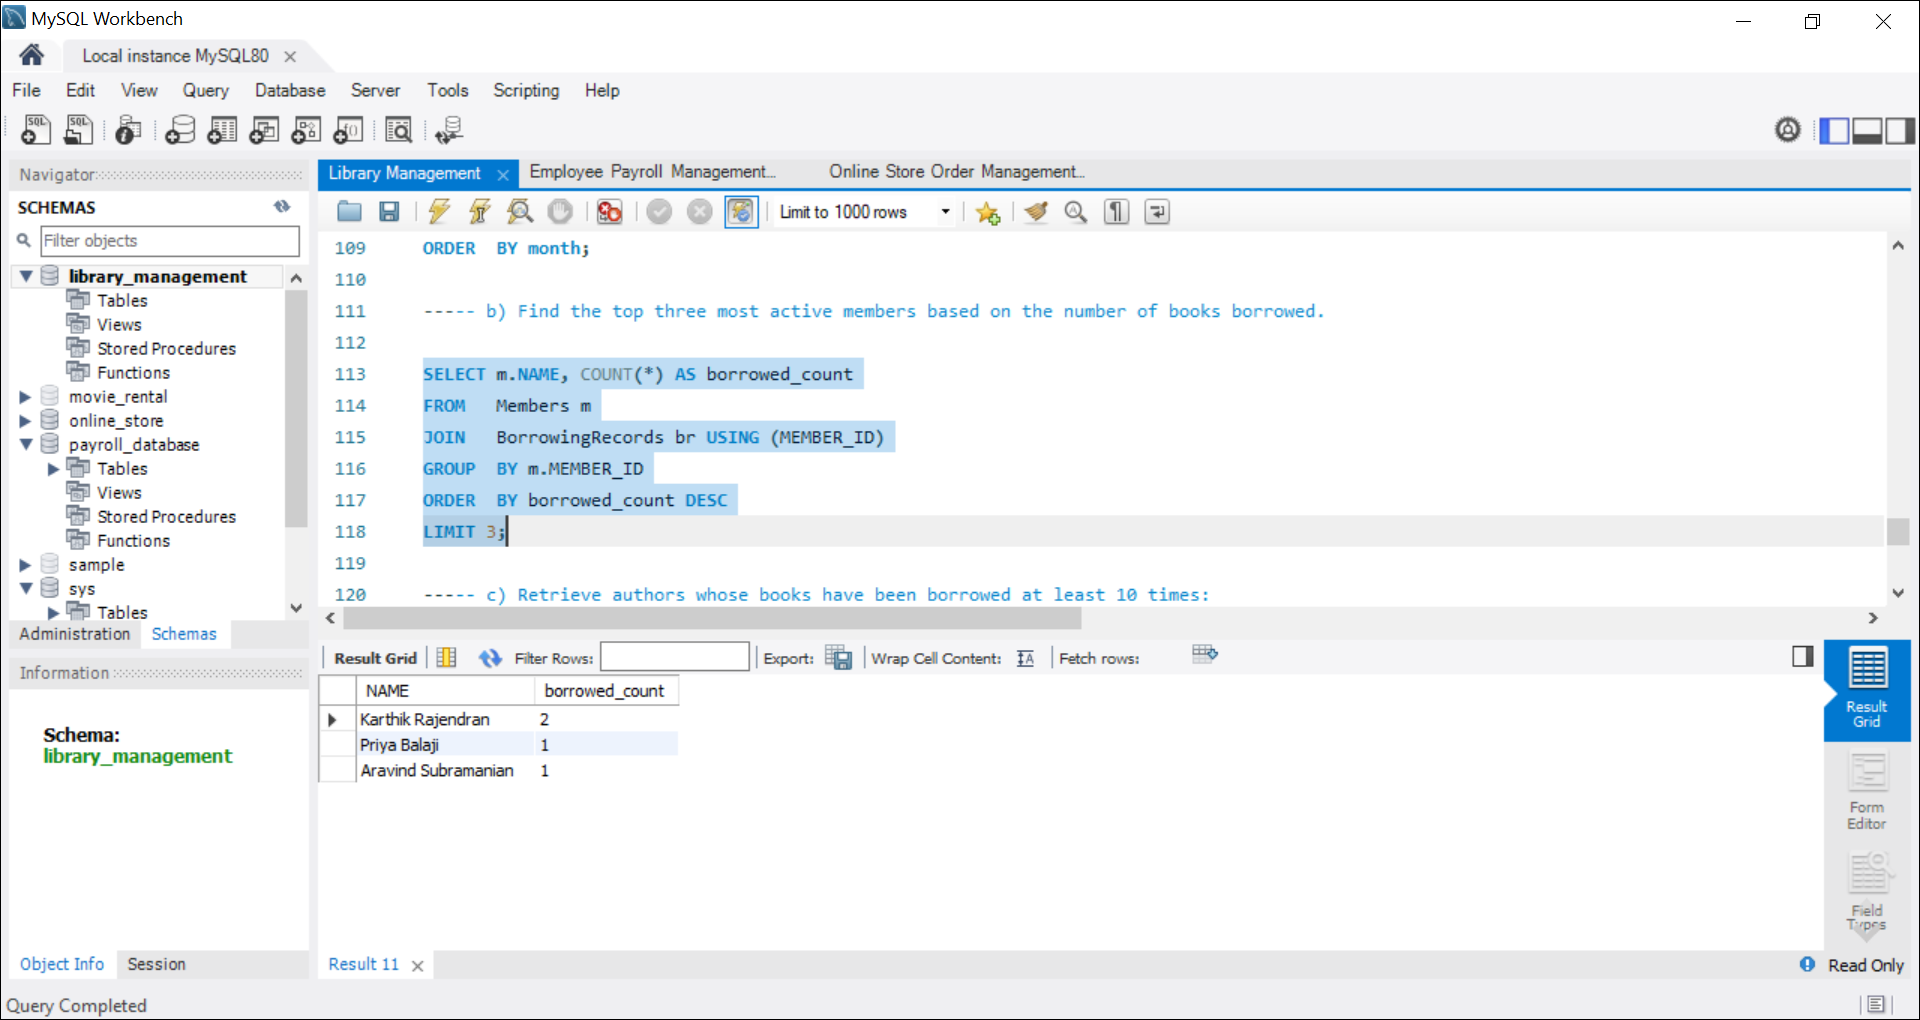 MySQL Workbench
Local instance MySQL80
File Edit View Query Database Server Tools Scripting Help
Navigator
SCHEMAS
Filter objects
library_management
Tables
Views
Stored Procedures
Functions
movie_rental
online_store
payroll_database
Tables
Views
Stored Procedures
Functions
sample
sys
Tables
Administration Schemas
Information
Schema:
library_management
Object Info Session
Library Management Employee Payroll Management... Online Store Order Management...
Limit to 1000 rows
109 ORDER BY month;
110
111 ----- b) Find the top three most active members based on the number of books borrowed.
112
113 SELECT m.NAME, COUNT(*) AS borrowed_count
114 FROM Members m
115 JOIN BorrowingRecords br USING (MEMBER_ID)
116 GROUP BY m.MEMBER_ID
117 ORDER BY borrowed_count DESC
118 LIMIT 3;
119
120 ----- c) Retrieve authors whose books have been borrowed at least 10 times:
Result Grid Filter Rows: Export: Wrap Cell Content: Fetch rows:
NAME borrowed_count
Karthik Rajendran 2
Priya Balaji 1
Aravind Subramanian 1
Result
Grid
Form
Editor
Field
Types
Result 11
Read Only
Query Completed